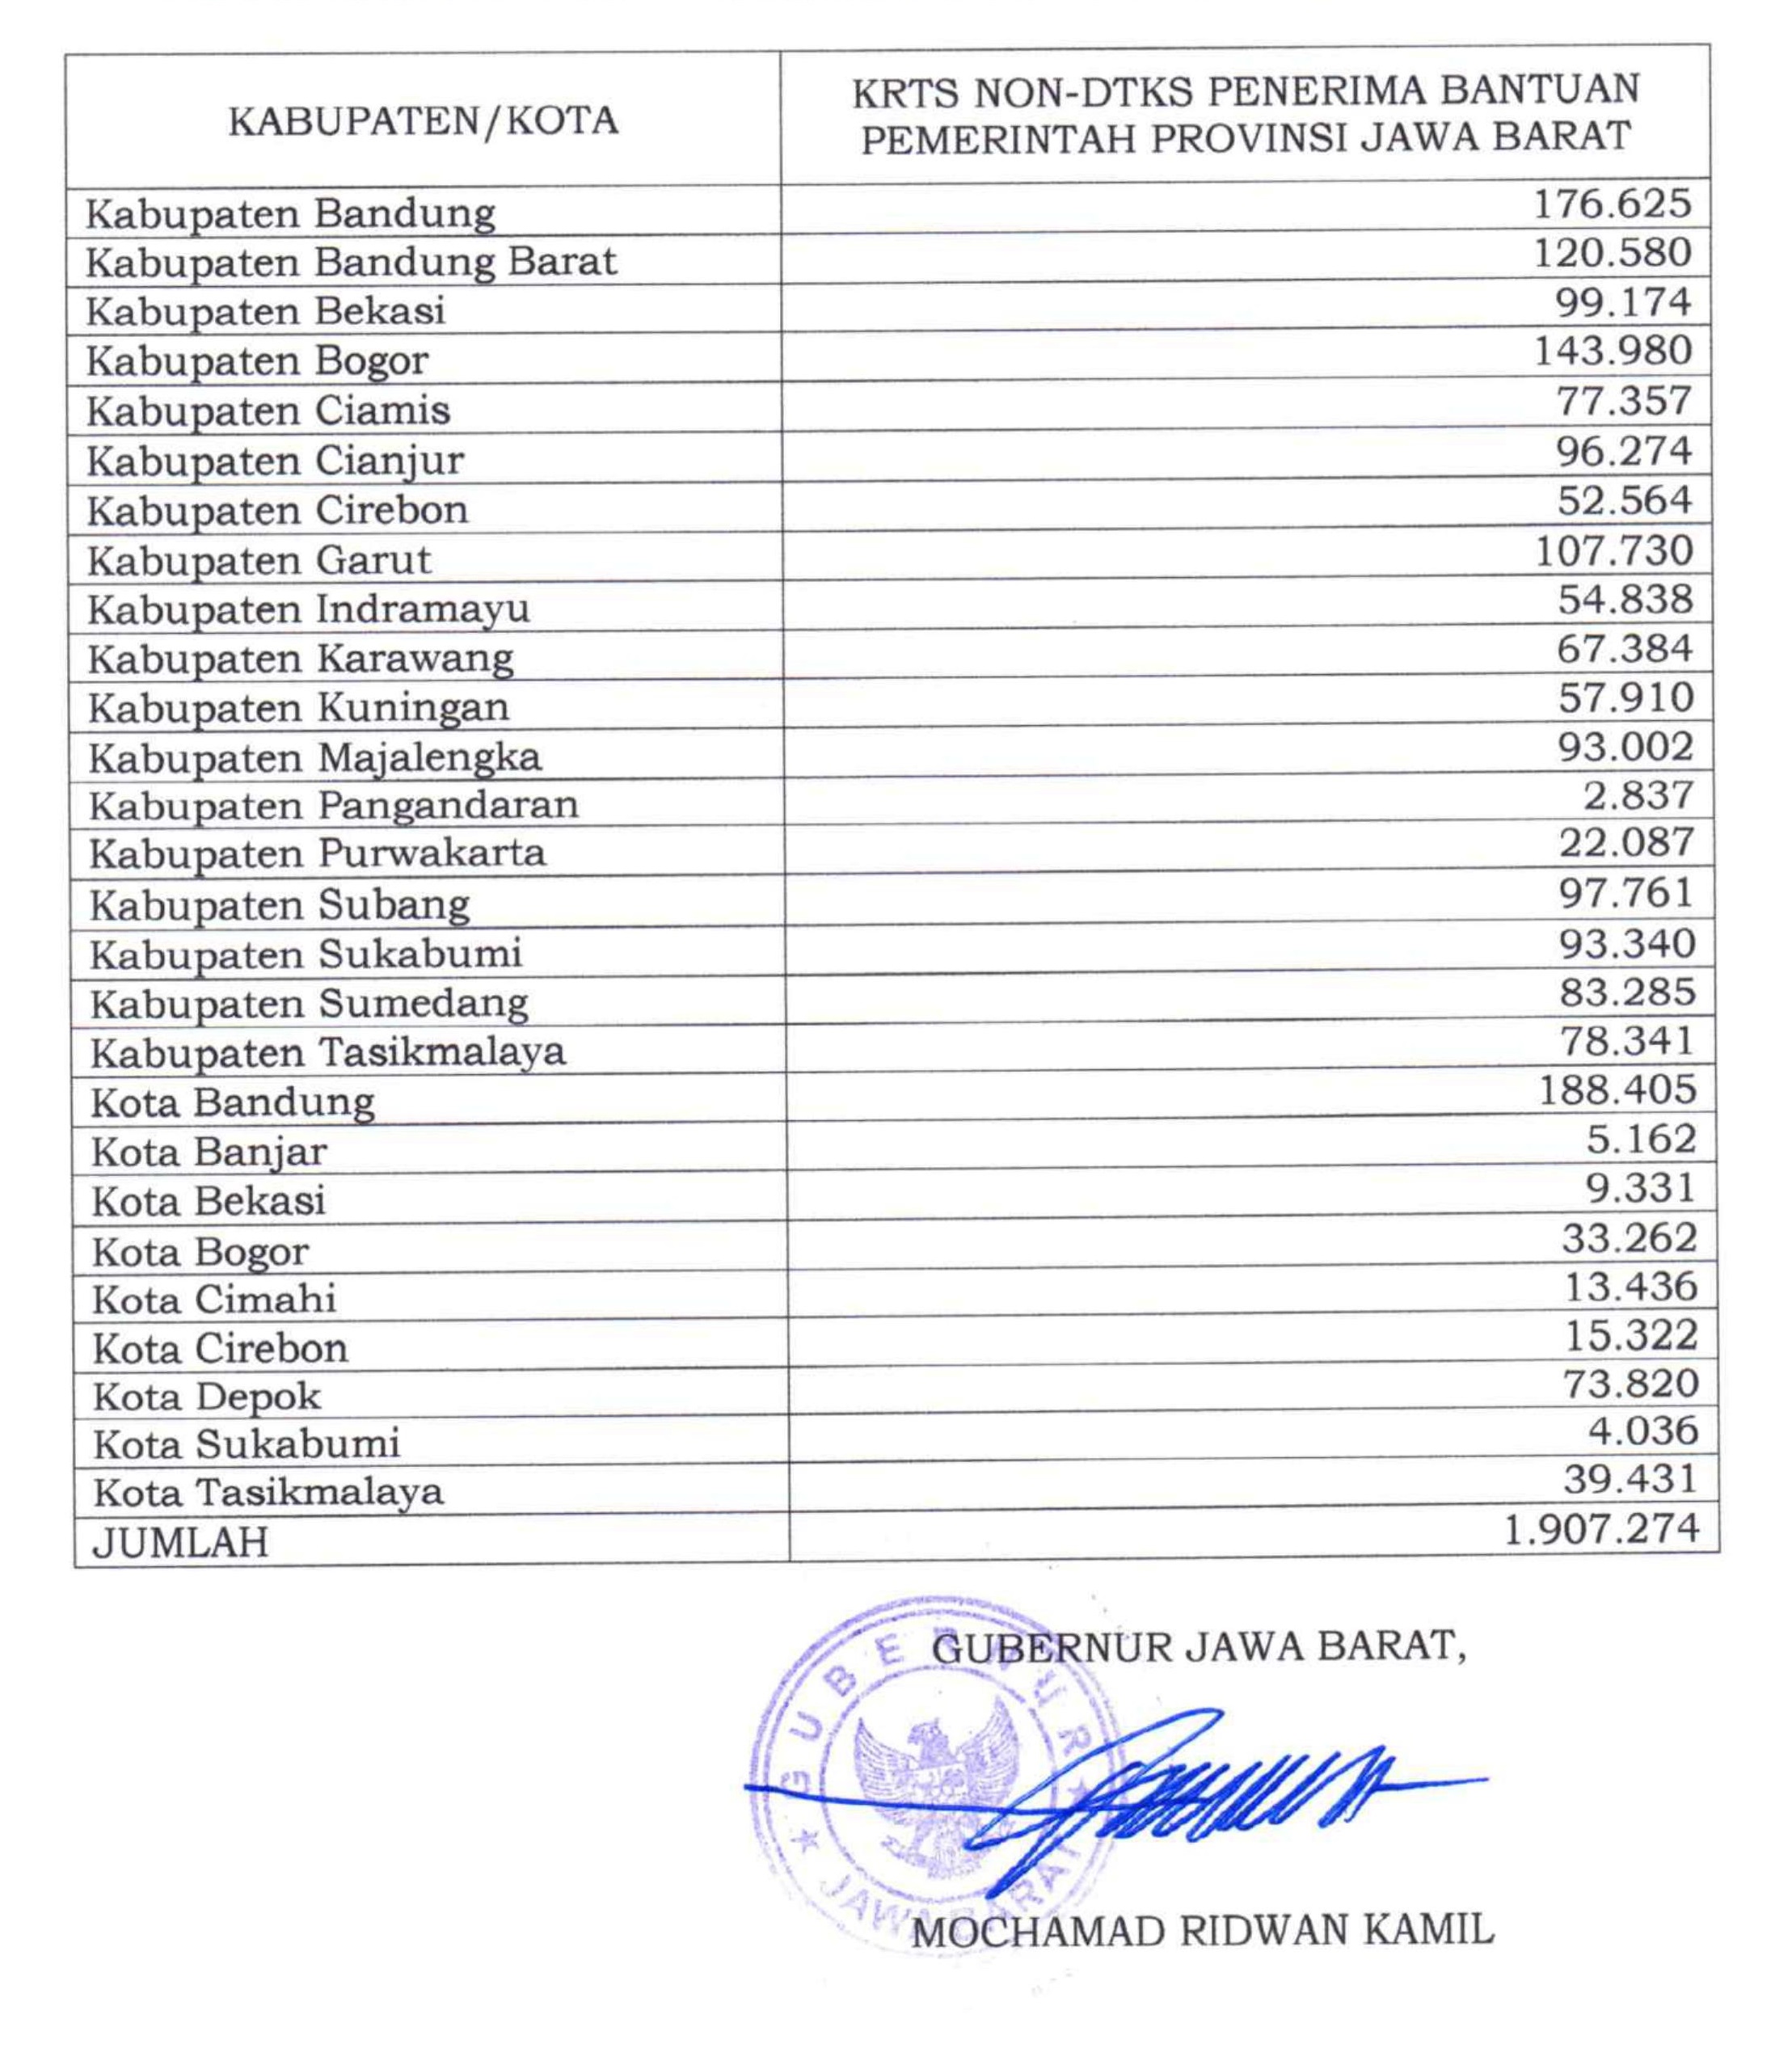 KABUPATEN/KOTA
KRTS NON-DTKS PENERIMA BANTUAN
PEMERINTAH PROVINSI JAWA BARAT
Kabupaten Bandung 176.625
Kabupaten Bandung Barat 120.580
Kabupaten Bekasi 99.174
Kabupaten Bogor 143.980
Kabupaten Ciamis 77.357
Kabupaten Cianjur 96.274
Kabupaten Cirebon 52.564
Kabupaten Garut 107.730
Kabupaten Indramayu 54.838
Kabupaten Karawang 67.384
Kabupaten Kuningan 57.910
Kabupaten Majalengka 93.002
Kabupaten Pangandaran 2.837
Kabupaten Purwakarta 22.087
Kabupaten Subang 97.761
Kabupaten Sukabumi 93.340
Kabupaten Sumedang 83.285
Kabupaten Tasikmalaya 78.341
Kota Bandung 188.405
Kota Banjar 5.162
Kota Bekasi 9.331
Kota Bogor 33.262
Kota Cimahi 13.436
Kota Cirebon 15.322
Kota Depok 73.820
Kota Sukabumi 4.036
Kota Tasikmalaya 39.431
JUMLAH 1.907.274
GUBERNUR JAWA BARAT,
GUBERNUR
JAWA BARAT
MOCHAMAD RIDWAN KAMIL